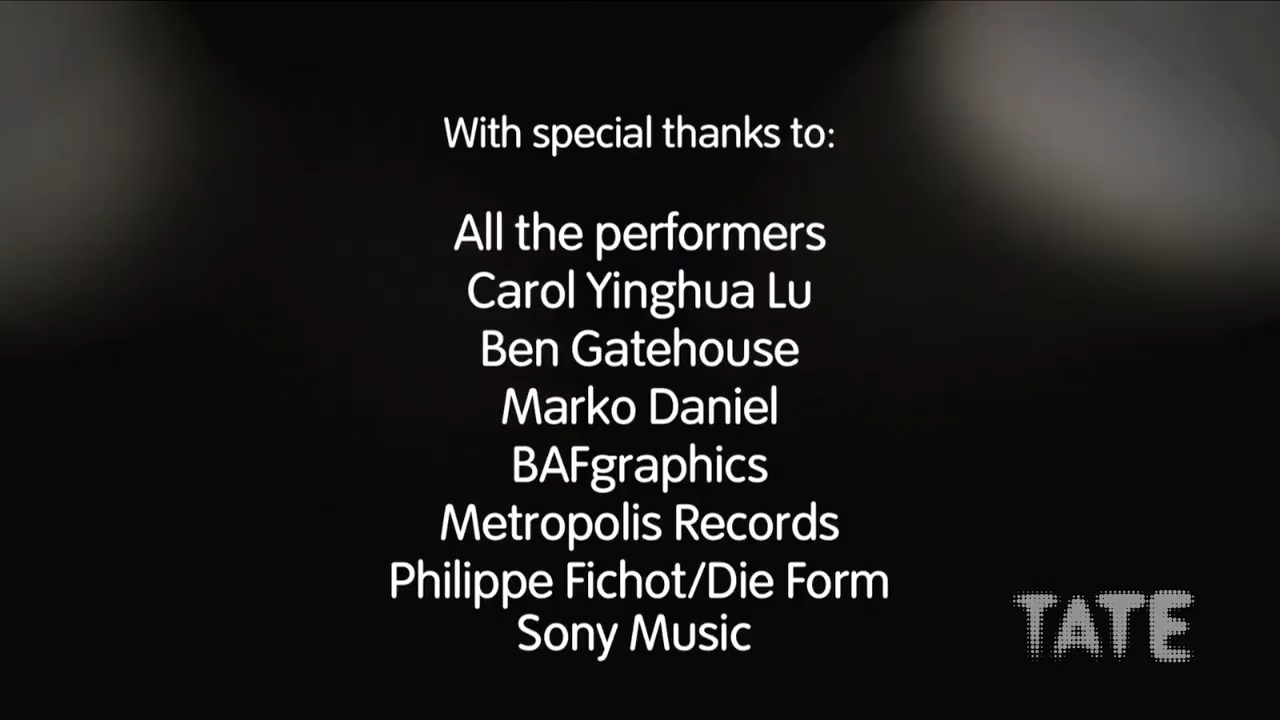 With special thanks to:
All the performers
Carol Yinghua Lu
Ben Gatehouse
Marko Daniel
BAFgraphics
Metropolis Records
Philippe Fichot/Die Form
Sony Music
TATE